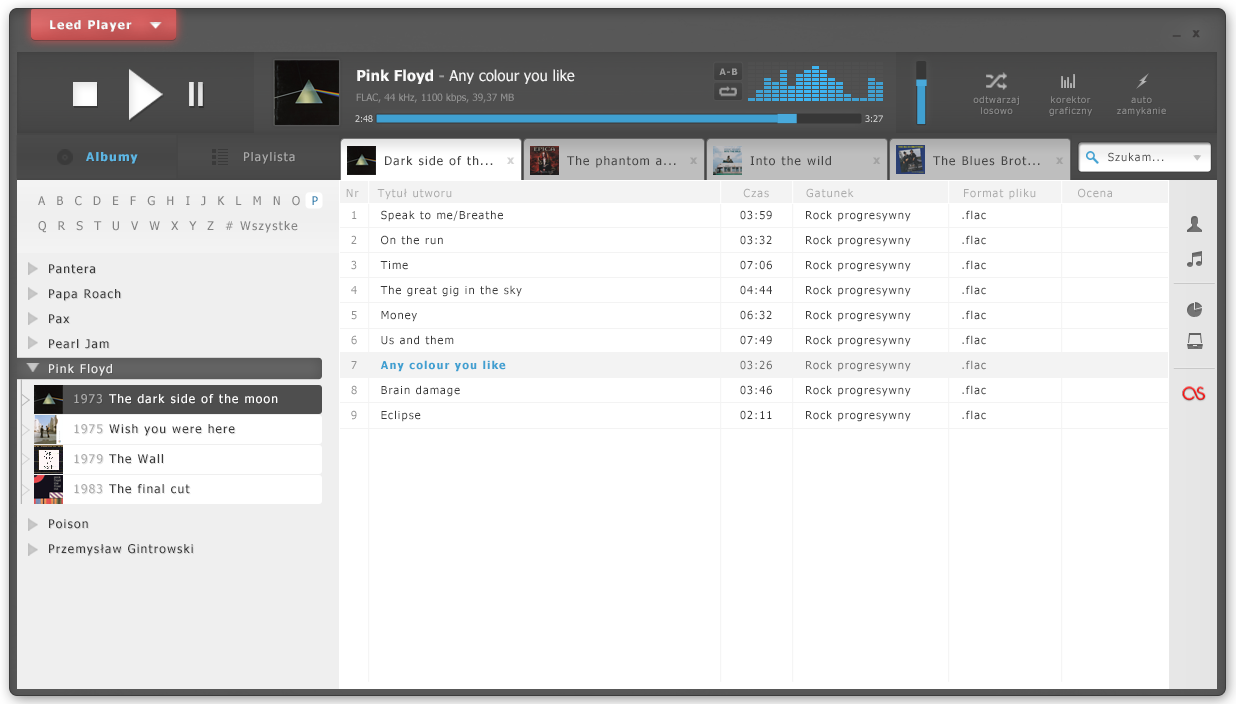 Leed Player
_ x
Pink Floyd - Any colour you like
FLAC, 44 kHz, 1100 kbps, 39,37 MB
2:48
3:27
A-B
odtwarzaj
losowo
korektor
graficzny
auto
zamykanie
Albumy
Playlista
Dark side of th... x
The phantom a... x
Into the wild x
The Blues Brot... x
Szukam...
A B C D E F G H I J K L M N O P
Q R S T U V W X Y Z # Wszystke
Pantera
Papa Roach
Pax
Pearl Jam
Pink Floyd
1973 The dark side of the moon
1975 Wish you were here
1979 The Wall
1983 The final cut
Poison
Przemysław Gintrowski
Nr Tytuł utworu Czas Gatunek Format pliku Ocena
1 Speak to me/Breathe 03:59 Rock progresywny .flac
2 On the run 03:32 Rock progresywny .flac
3 Time 07:06 Rock progresywny .flac
4 The great gig in the sky 04:44 Rock progresywny .flac
5 Money 06:32 Rock progresywny .flac
6 Us and them 07:49 Rock progresywny .flac
7 Any colour you like 03:26 Rock progresywny .flac
8 Brain damage 03:46 Rock progresywny .flac
9 Eclipse 02:11 Rock progresywny .flac